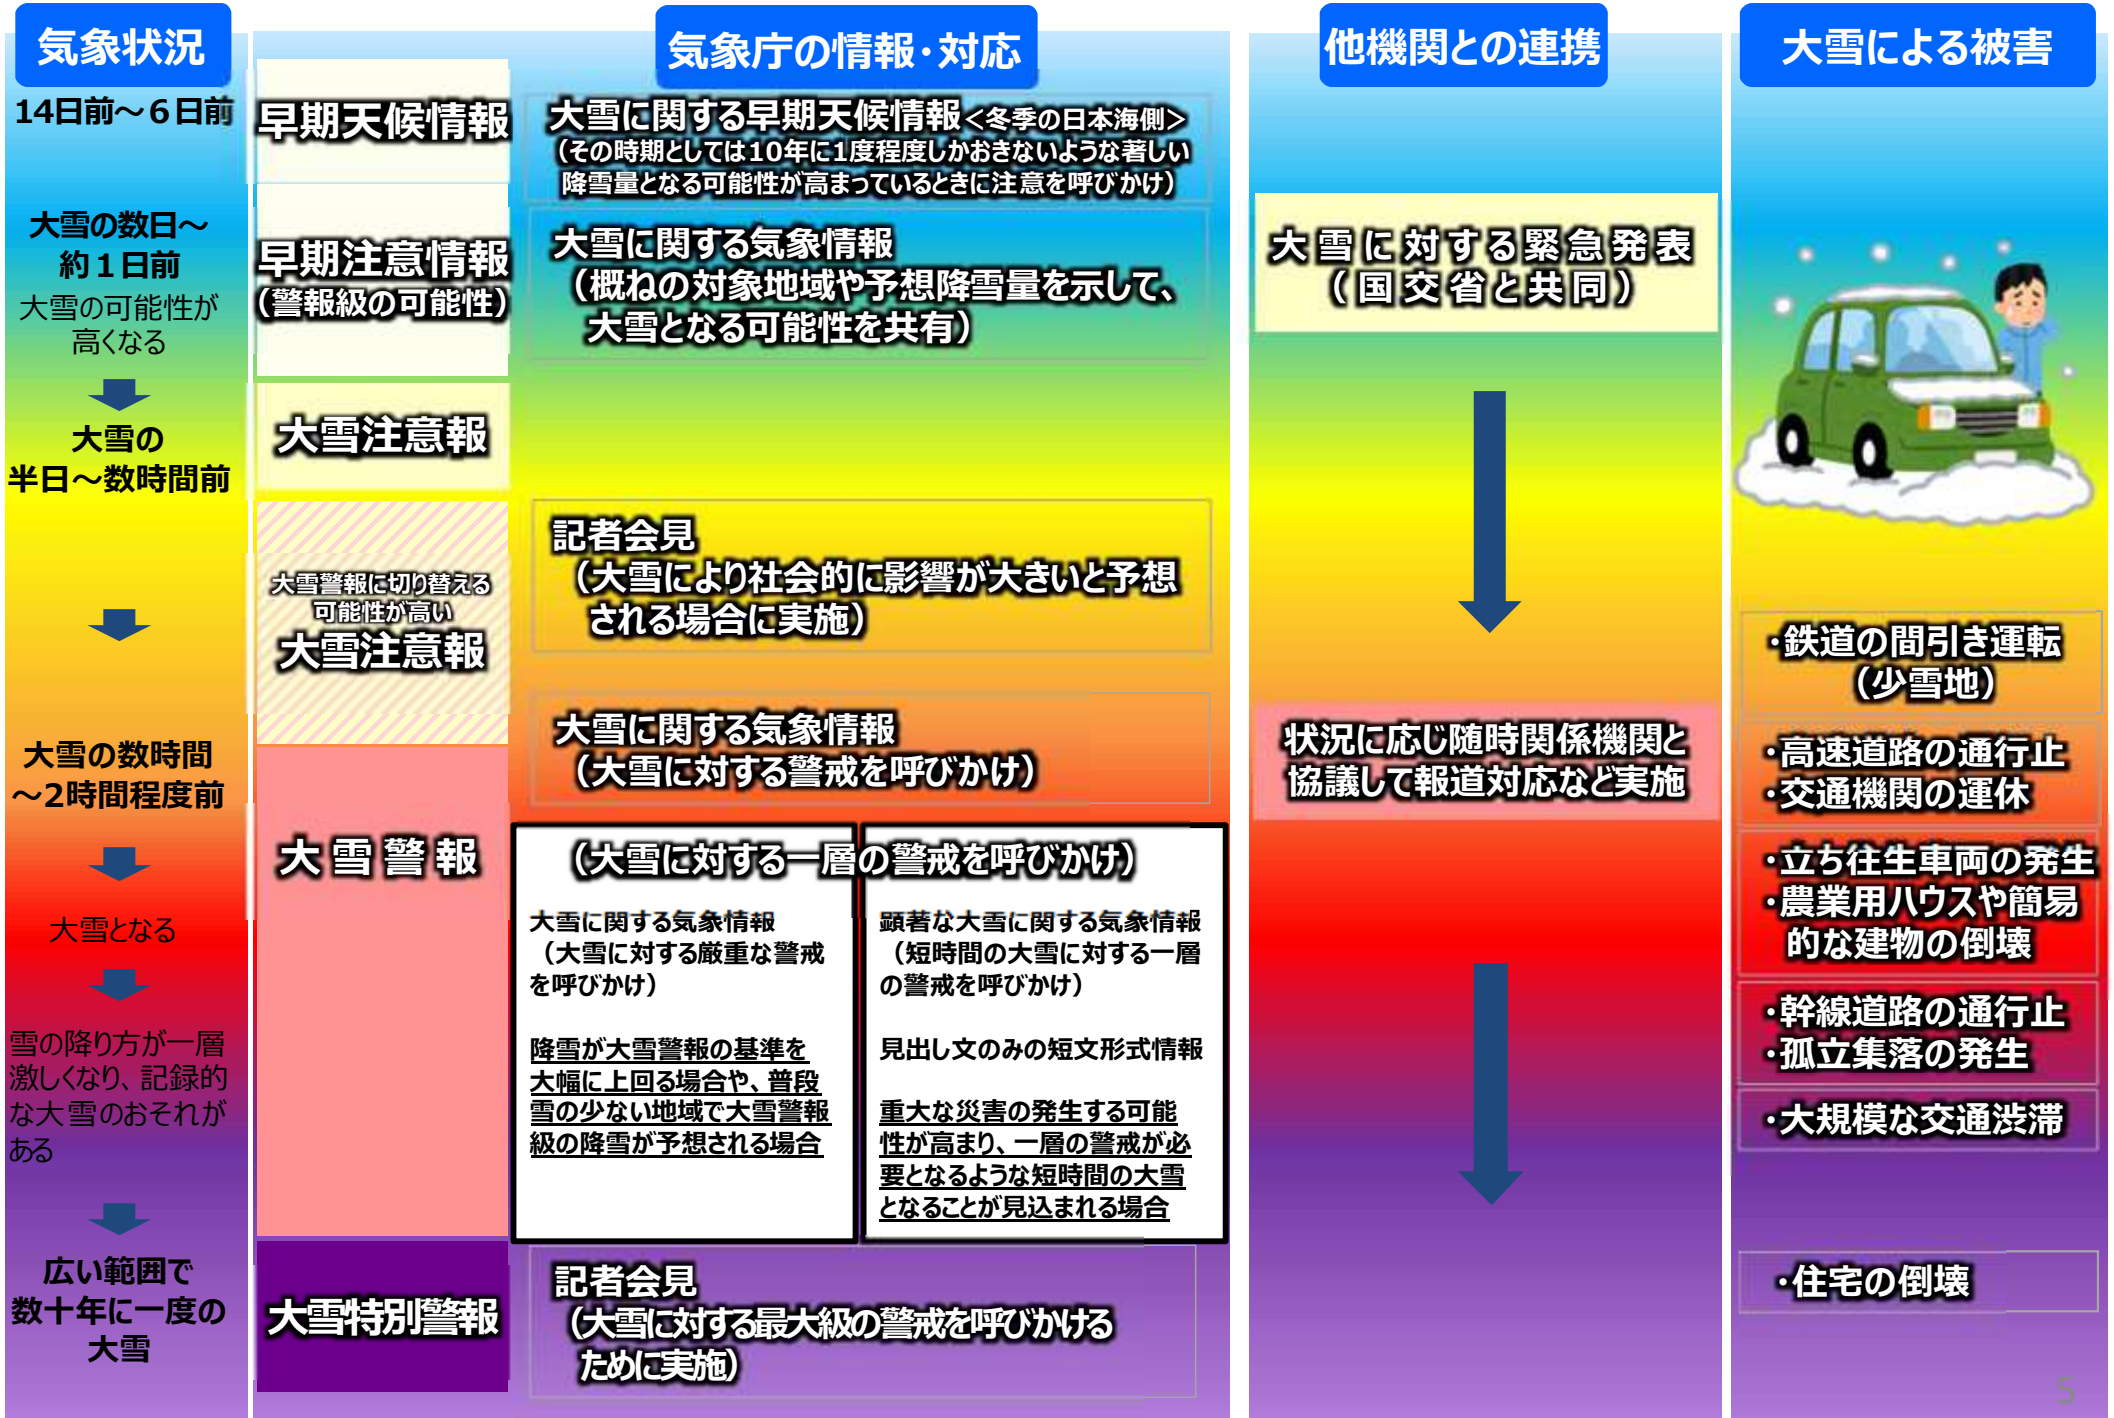 気象状況
14日前～6日前
大雪の数日～
約1日前
大雪の可能性が
高くなる
大雪の
半日～数時間前
大雪の数時間
～2時間程度前
大雪となる
雪の降り方が一層
激しくなり、記録的
な大雪のおそれが
ある
広い範囲で
数十年に一度の
大雪
気象庁の情報・対応
早期天候情報
大雪に関する早期天候情報＜冬季の日本海側＞
（その時期としては10年に1度程度しかおきないような著しい
降雪量となる可能性が高まっているときに注意を呼びかけ）
早期注意情報
（警報級の可能性）
大雪に関する気象情報
（概ねの対象地域や予想降雪量を示して、
大雪となる可能性を共有）
大雪注意報
大雪警報に切り替える
可能性が高い
大雪注意報
記者会見
（大雪により社会的に影響が大きいと予想
される場合に実施）
大雪に関する気象情報
（大雪に対する警戒を呼びかけ）
大雪警報
（大雪に対する一層の警戒を呼びかけ）
大雪に関する気象情報
（大雪に対する厳重な警戒
を呼びかけ）
降雪が大雪警報の基準を
大幅に上回る場合や、普段
雪の少ない地域で大雪警報
級の降雪が予想される場合
顕著な大雪に関する気象情報
（短時間の大雪に対する一層
の警戒を呼びかけ）
見出し文のみの短文形式情報
重大な災害の発生する可能
性が高まり、一層の警戒が必
要となるような短時間の大雪
となることが見込まれる場合
大雪特別警報
記者会見
（大雪に対する最大級の警戒を呼びかける
ために実施）
他機関との連携
大雪に対する緊急発表
（国交省と共同）
状況に応じ随時関係機関と
協議して報道対応など実施
大雪による被害
・鉄道の間引き運転
（少雪地）
・高速道路の通行止
・交通機関の運休
・立ち往生車両の発生
・農業用ハウスや簡易
的な建物の倒壊
・幹線道路の通行止
・孤立集落の発生
・大規模な交通渋滞
・住宅の倒壊
5